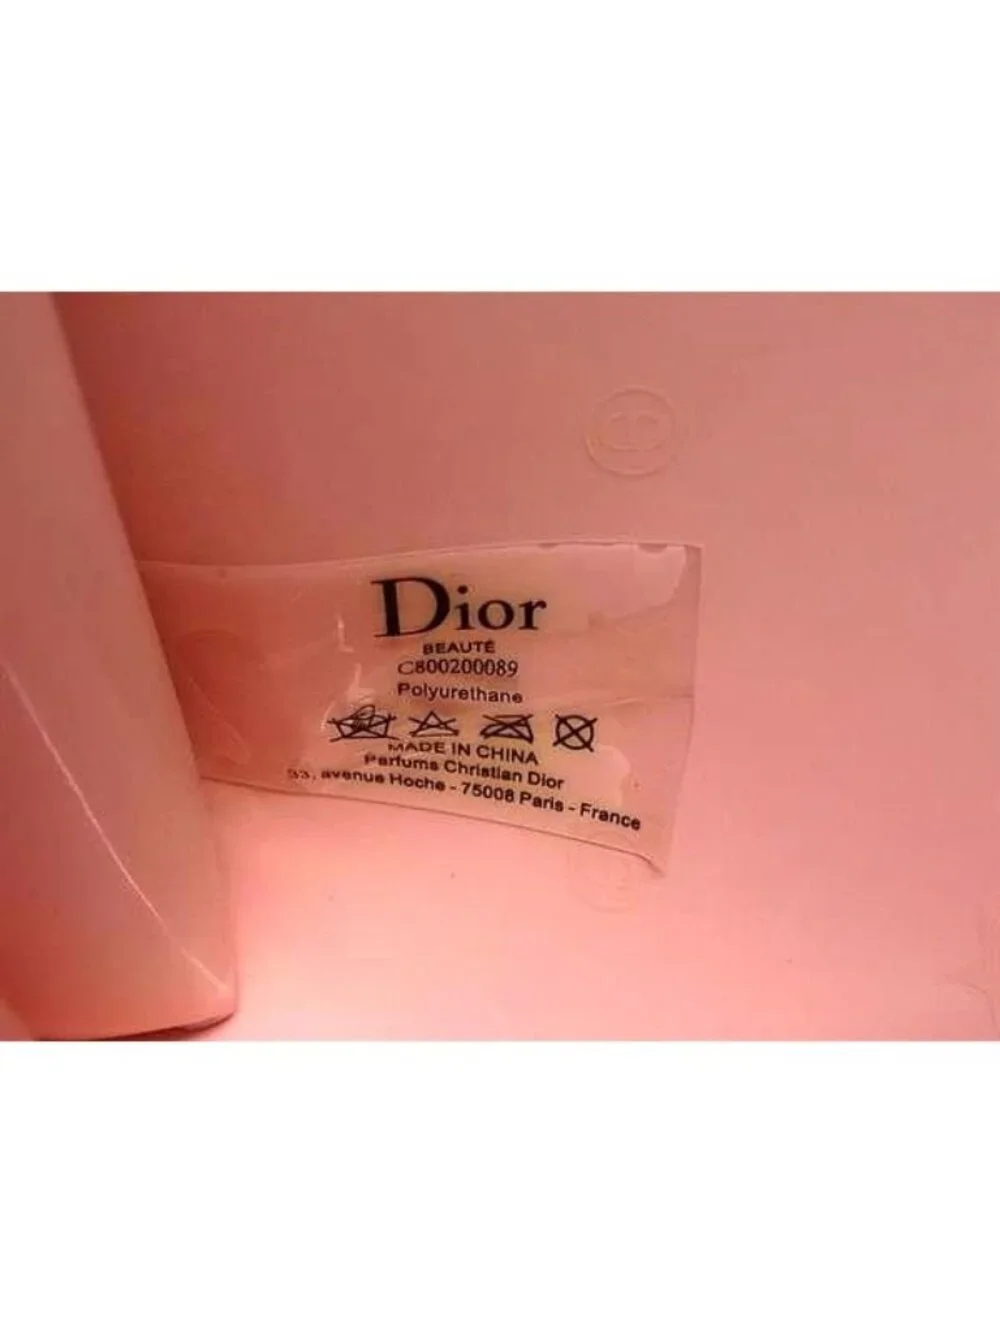 Dior
BEAUTÉ
C800200089
Polyurethane
MADE IN CHINA
Parfums Christian Dior
33, avenue Hoche - 75008 Paris - France